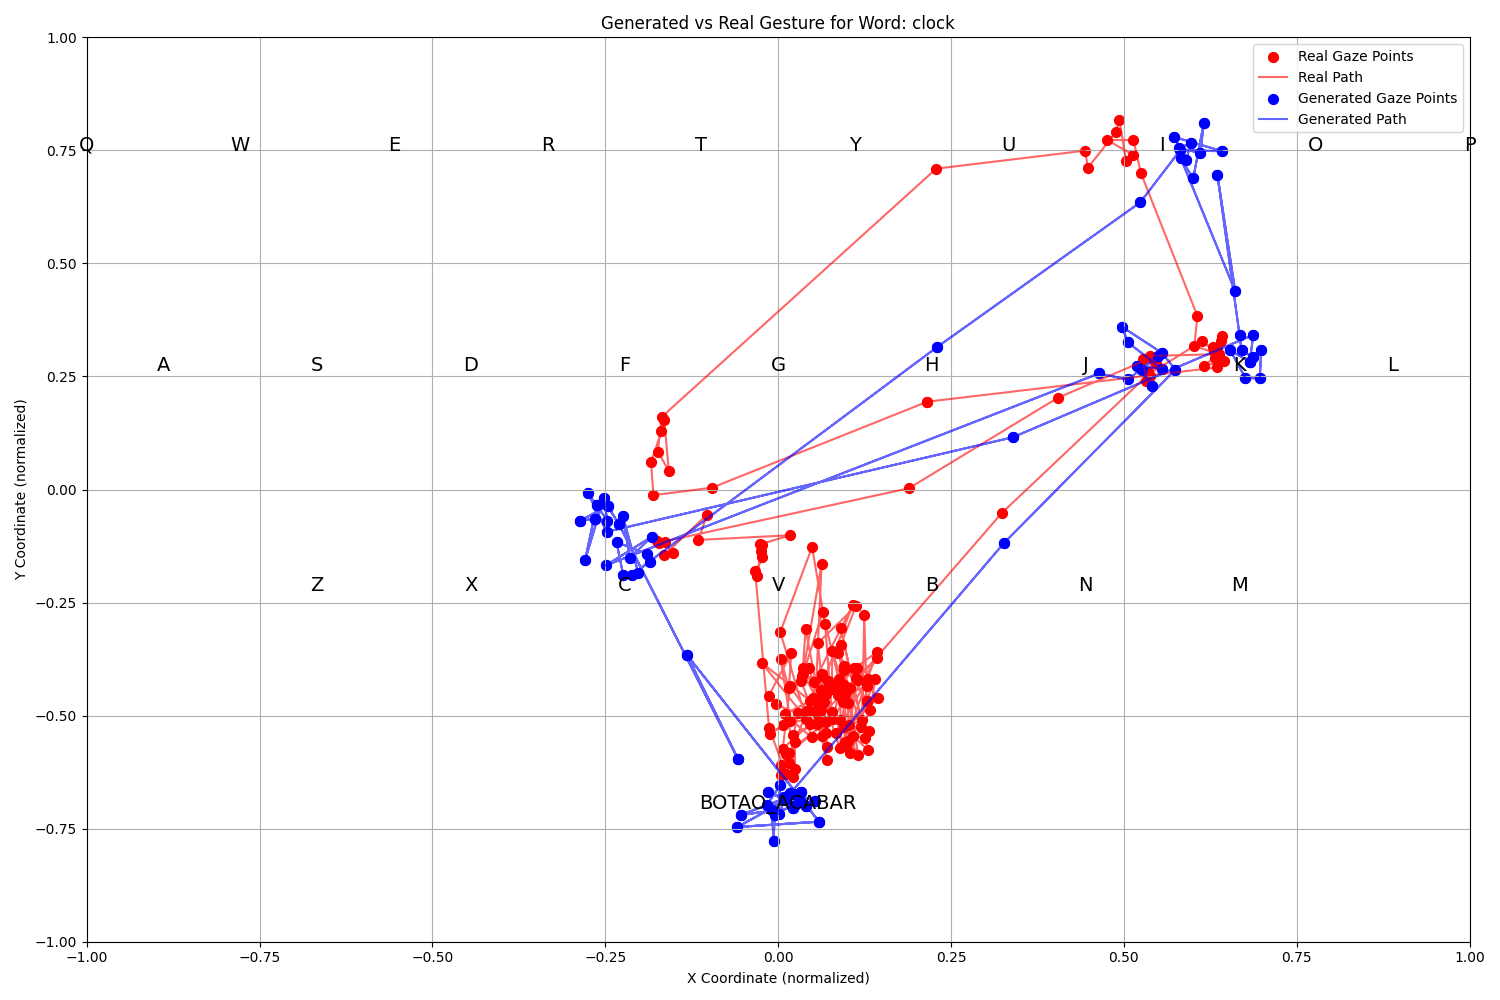 Generated vs Real Gesture for Word: clock
1.00
Real Gaze Points
Real Path
Generated Gaze Points
Generated Path
Q W E R T Y U I O P
0.75
0.50
A S D F G H J K L
0.25
0.00
Y Coordinate (normalized)
Z X C V B N M
−0.25
−0.50
BOTAO_ACABAR
−0.75
−1.00
−1.00 −0.75 −0.50 −0.25 0.00 0.25 0.50 0.75 1.00
X Coordinate (normalized)